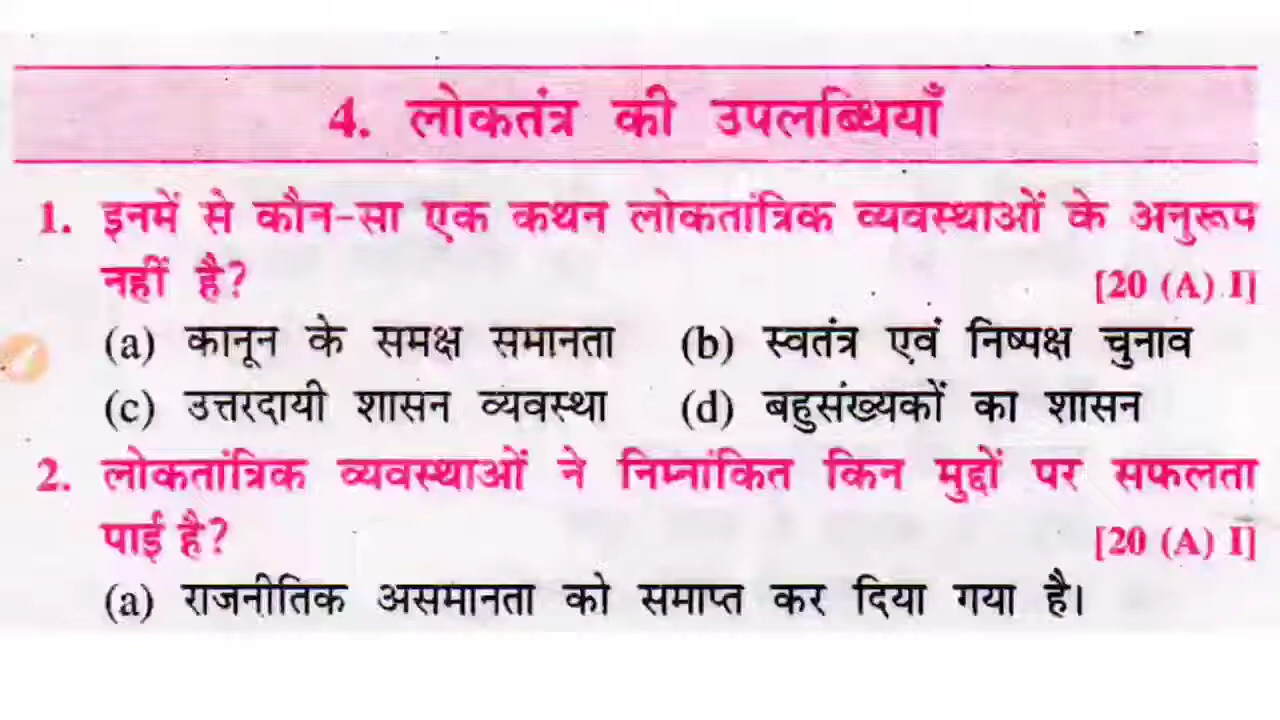 4. लोकतंत्र की उपलब्धियाँ
1. इनमें से कौन-सा एक कथन लोकतांत्रिक व्यवस्थाओं के अनुरूप
नहीं है? [20 (A) I]
(a) कानून के समक्ष समानता (b) स्वतंत्र एवं निष्पक्ष चुनाव
(c) उत्तरदायी शासन व्यवस्था (d) बहुसंख्यकों का शासन
2. लोकतांत्रिक व्यवस्थाओं ने निम्नांकित किन मुद्दों पर सफलता
पाई है? [20 (A) I]
(a) राजनीतिक असमानता को समाप्त कर दिया गया है।